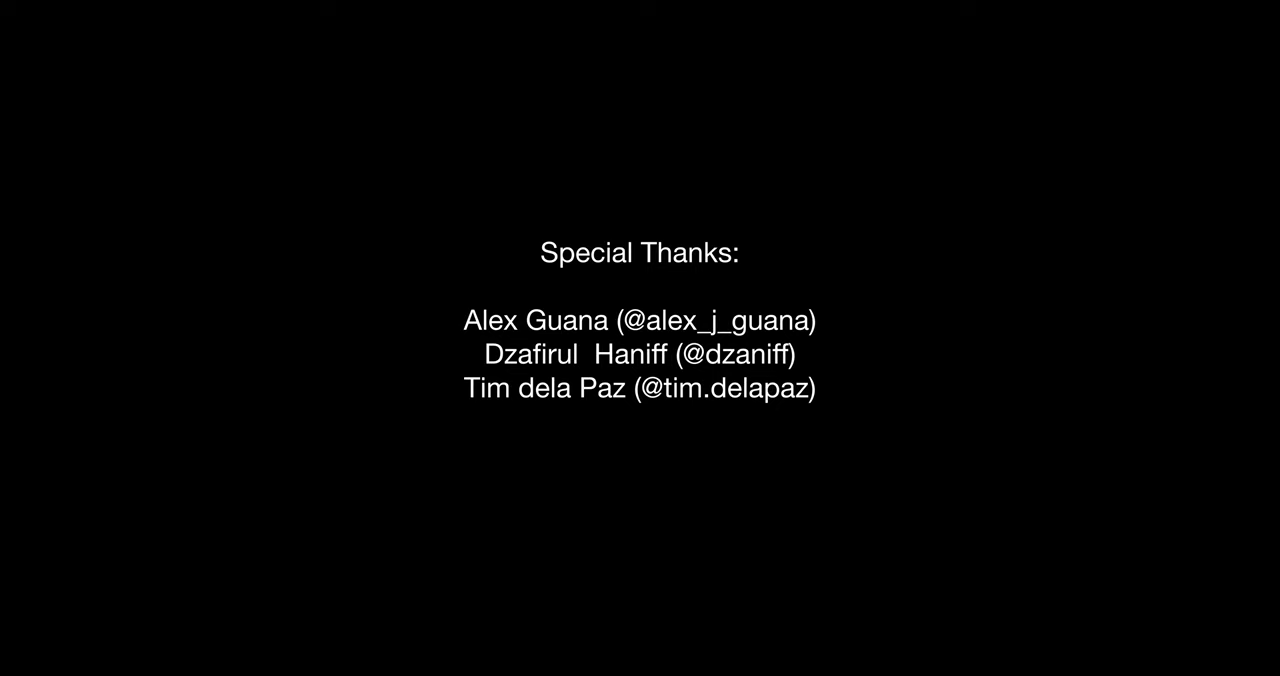 Special Thanks:
Alex Guana (@alex_j_guana)
Dzafirul  Haniff (@dzaniff)
Tim dela Paz (@tim.delapaz)